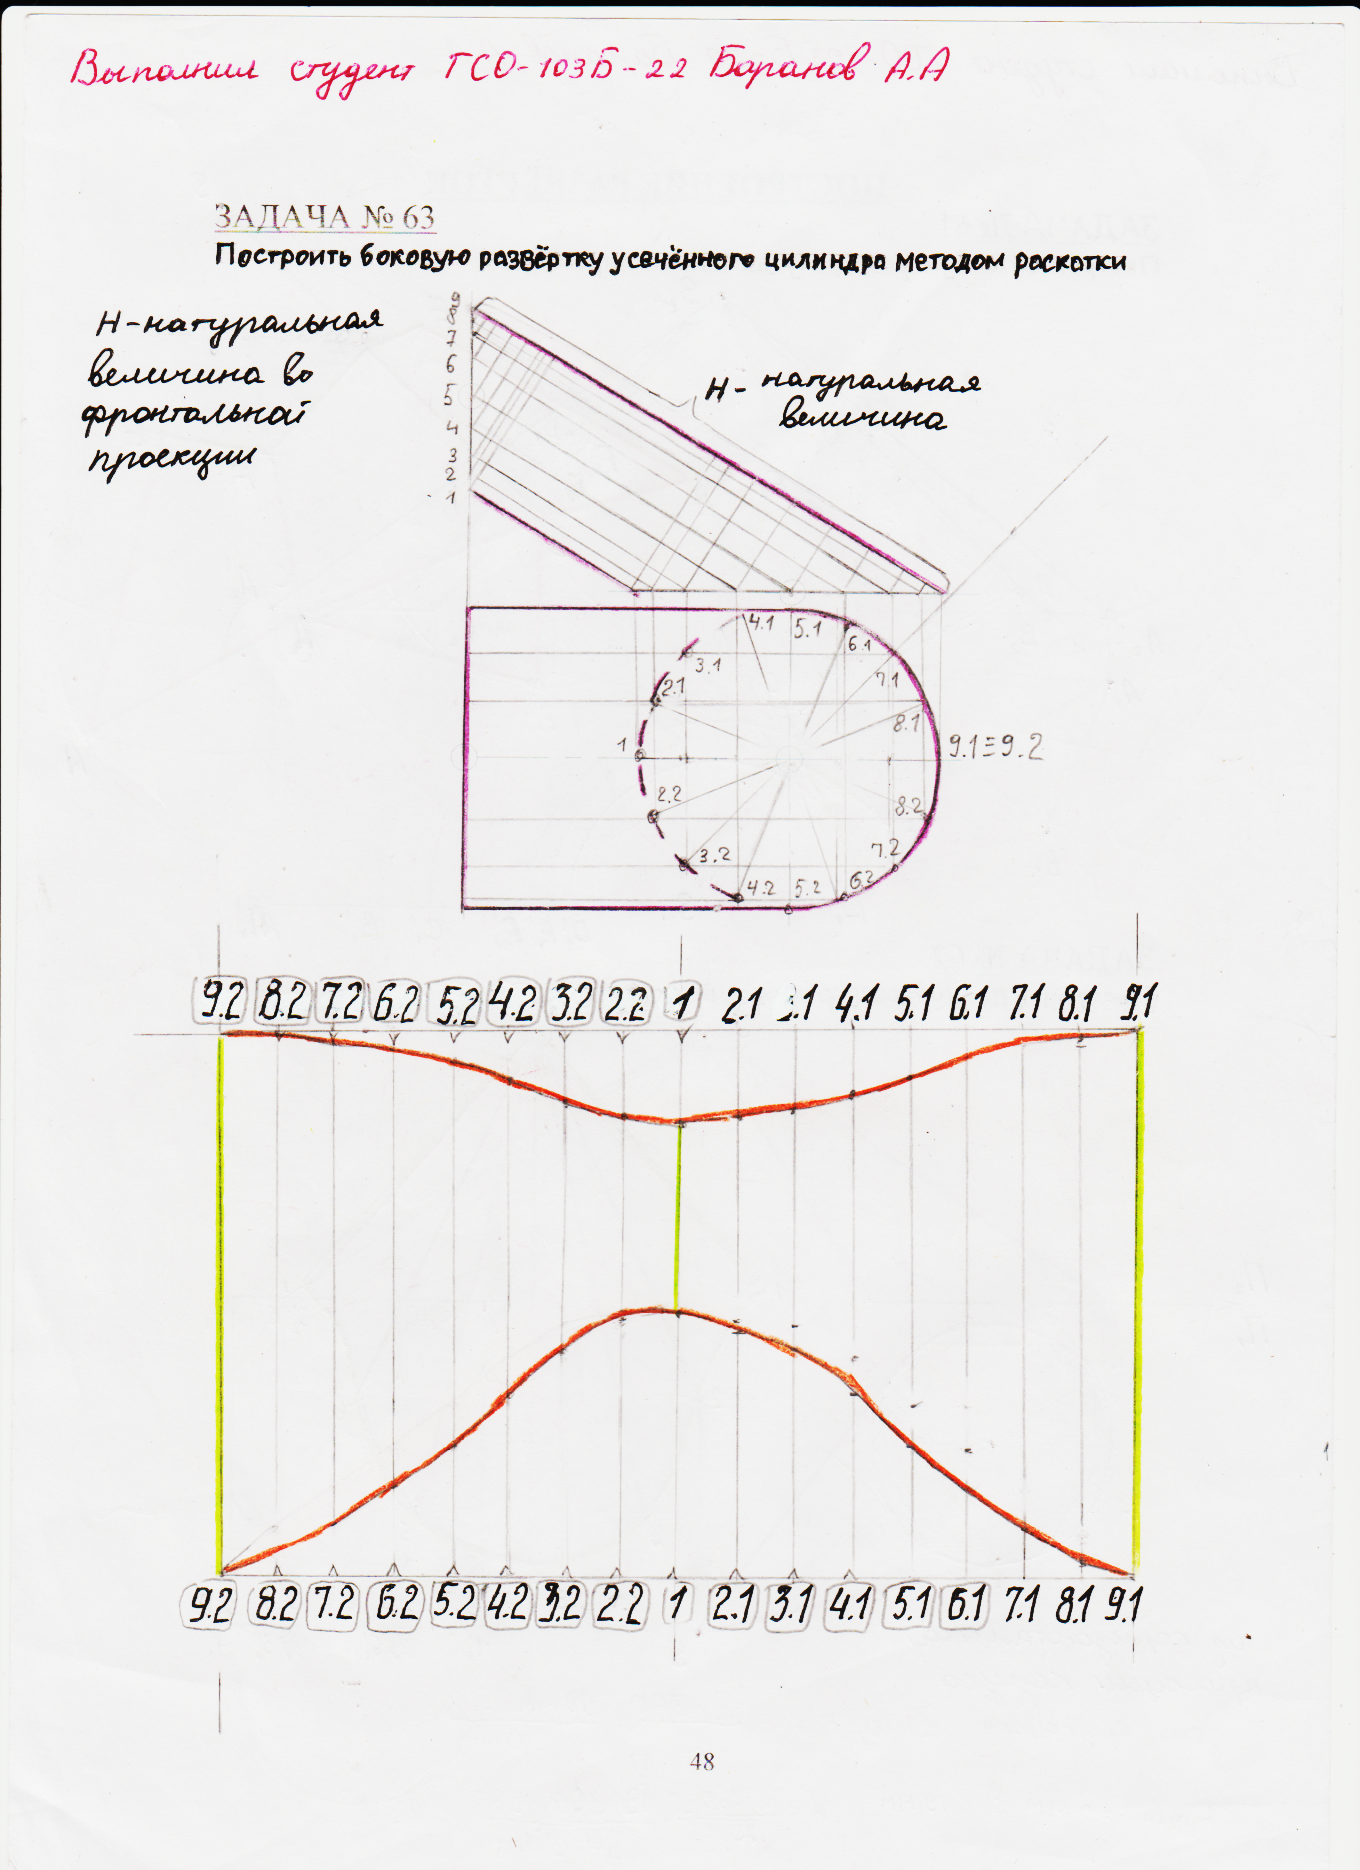 Выполнил студент ГСО-103Б-22 Баранов А.А
ЗАДАЧА № 63
Построить боковую развёртку усечённого цилиндра методом раскатки
Н-натуральная
величина во
фронтальной
проекции
9
8
7
6
5
4
3
2
1
Н- натуральная
величина
4.1 5.1 6.1
3.1 7.1
2.1 8.1
1 9.1≡9.2
2.2 8.2
3.2 7.2
4.2 5.2 6.2
9.2 8.2 7.2 6.2 5.2 4.2 3.2 2.2 1 2.1 3.1 4.1 5.1 6.1 7.1 8.1 9.1
9.2 8.2 7.2 6.2 5.2 4.2 3.2 2.2 1 2.1 3.1 4.1 5.1 6.1 7.1 8.1 9.1
48